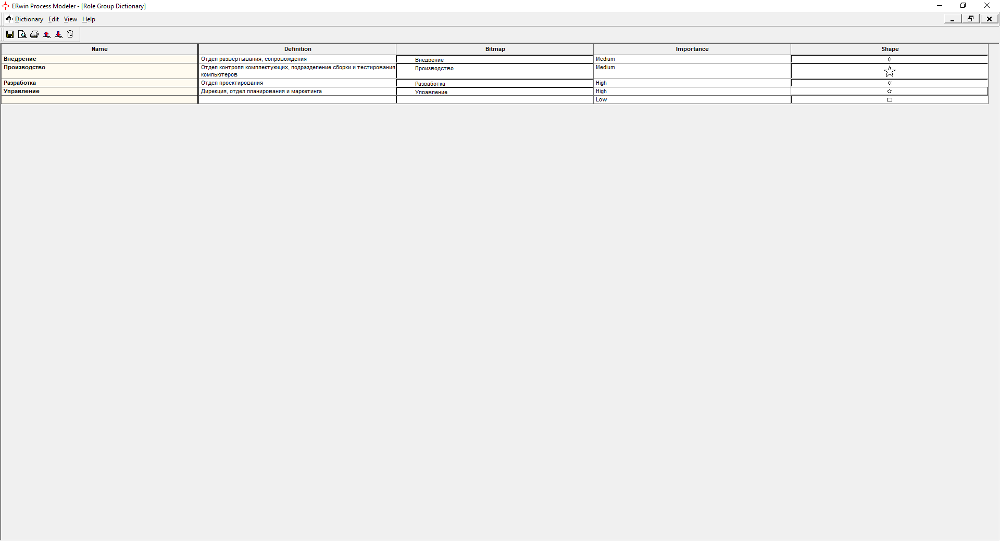 ERwin Process Modeler - [Role Group Dictionary]
Dictionary Edit View Help
Name Definition Bitmap Importance Shape
Внедрение Отдел развёртывания, сопровождения Внедрение Medium
Производство Отдел контроля комплектующих, подразделение сборки и тестирования Производство Medium
компьютеров
Разработка Отдел проектирования Разработка High
Управление Дирекция, отдел планирования и маркетинга Управление High
Low